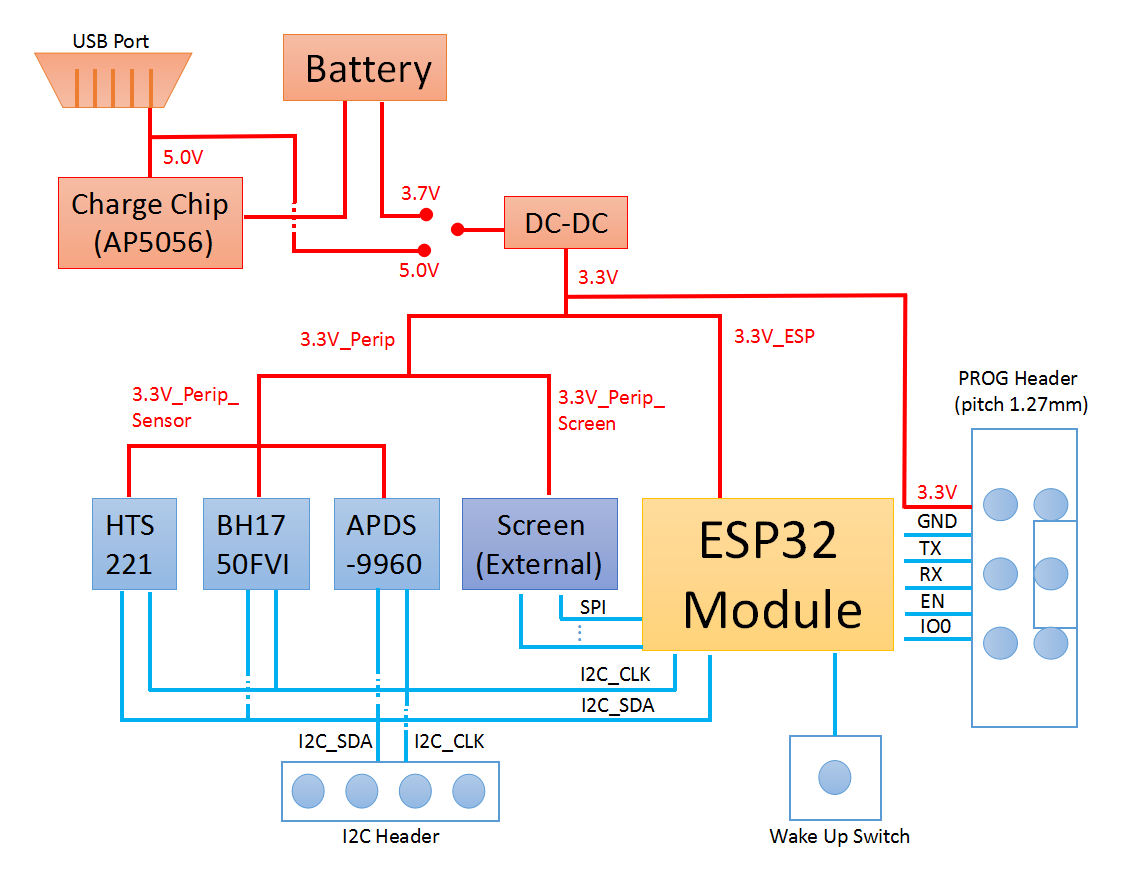 USB Port
Battery
5.0V
Charge Chip
(AP5056)
3.7V
5.0V
DC-DC
3.3V
3.3V_Perip
3.3V_ESP
3.3V_Perip_
Sensor
3.3V_Perip_
Screen
PROG Header
(pitch 1.27mm)
HTS
221
BH17
50FVI
APDS
-9960
Screen
(External)
ESP32
Module
3.3V
GND
TX
RX
EN
IO0
SPI
I2C_CLK
I2C_SDA
I2C_SDA
I2C_CLK
I2C Header
Wake Up Switch